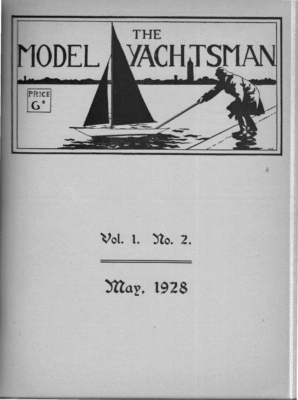 THE
MODEL YACHTSMAN
PRICE
6ᴰ
Vol. 1. No. 2.
May, 1928